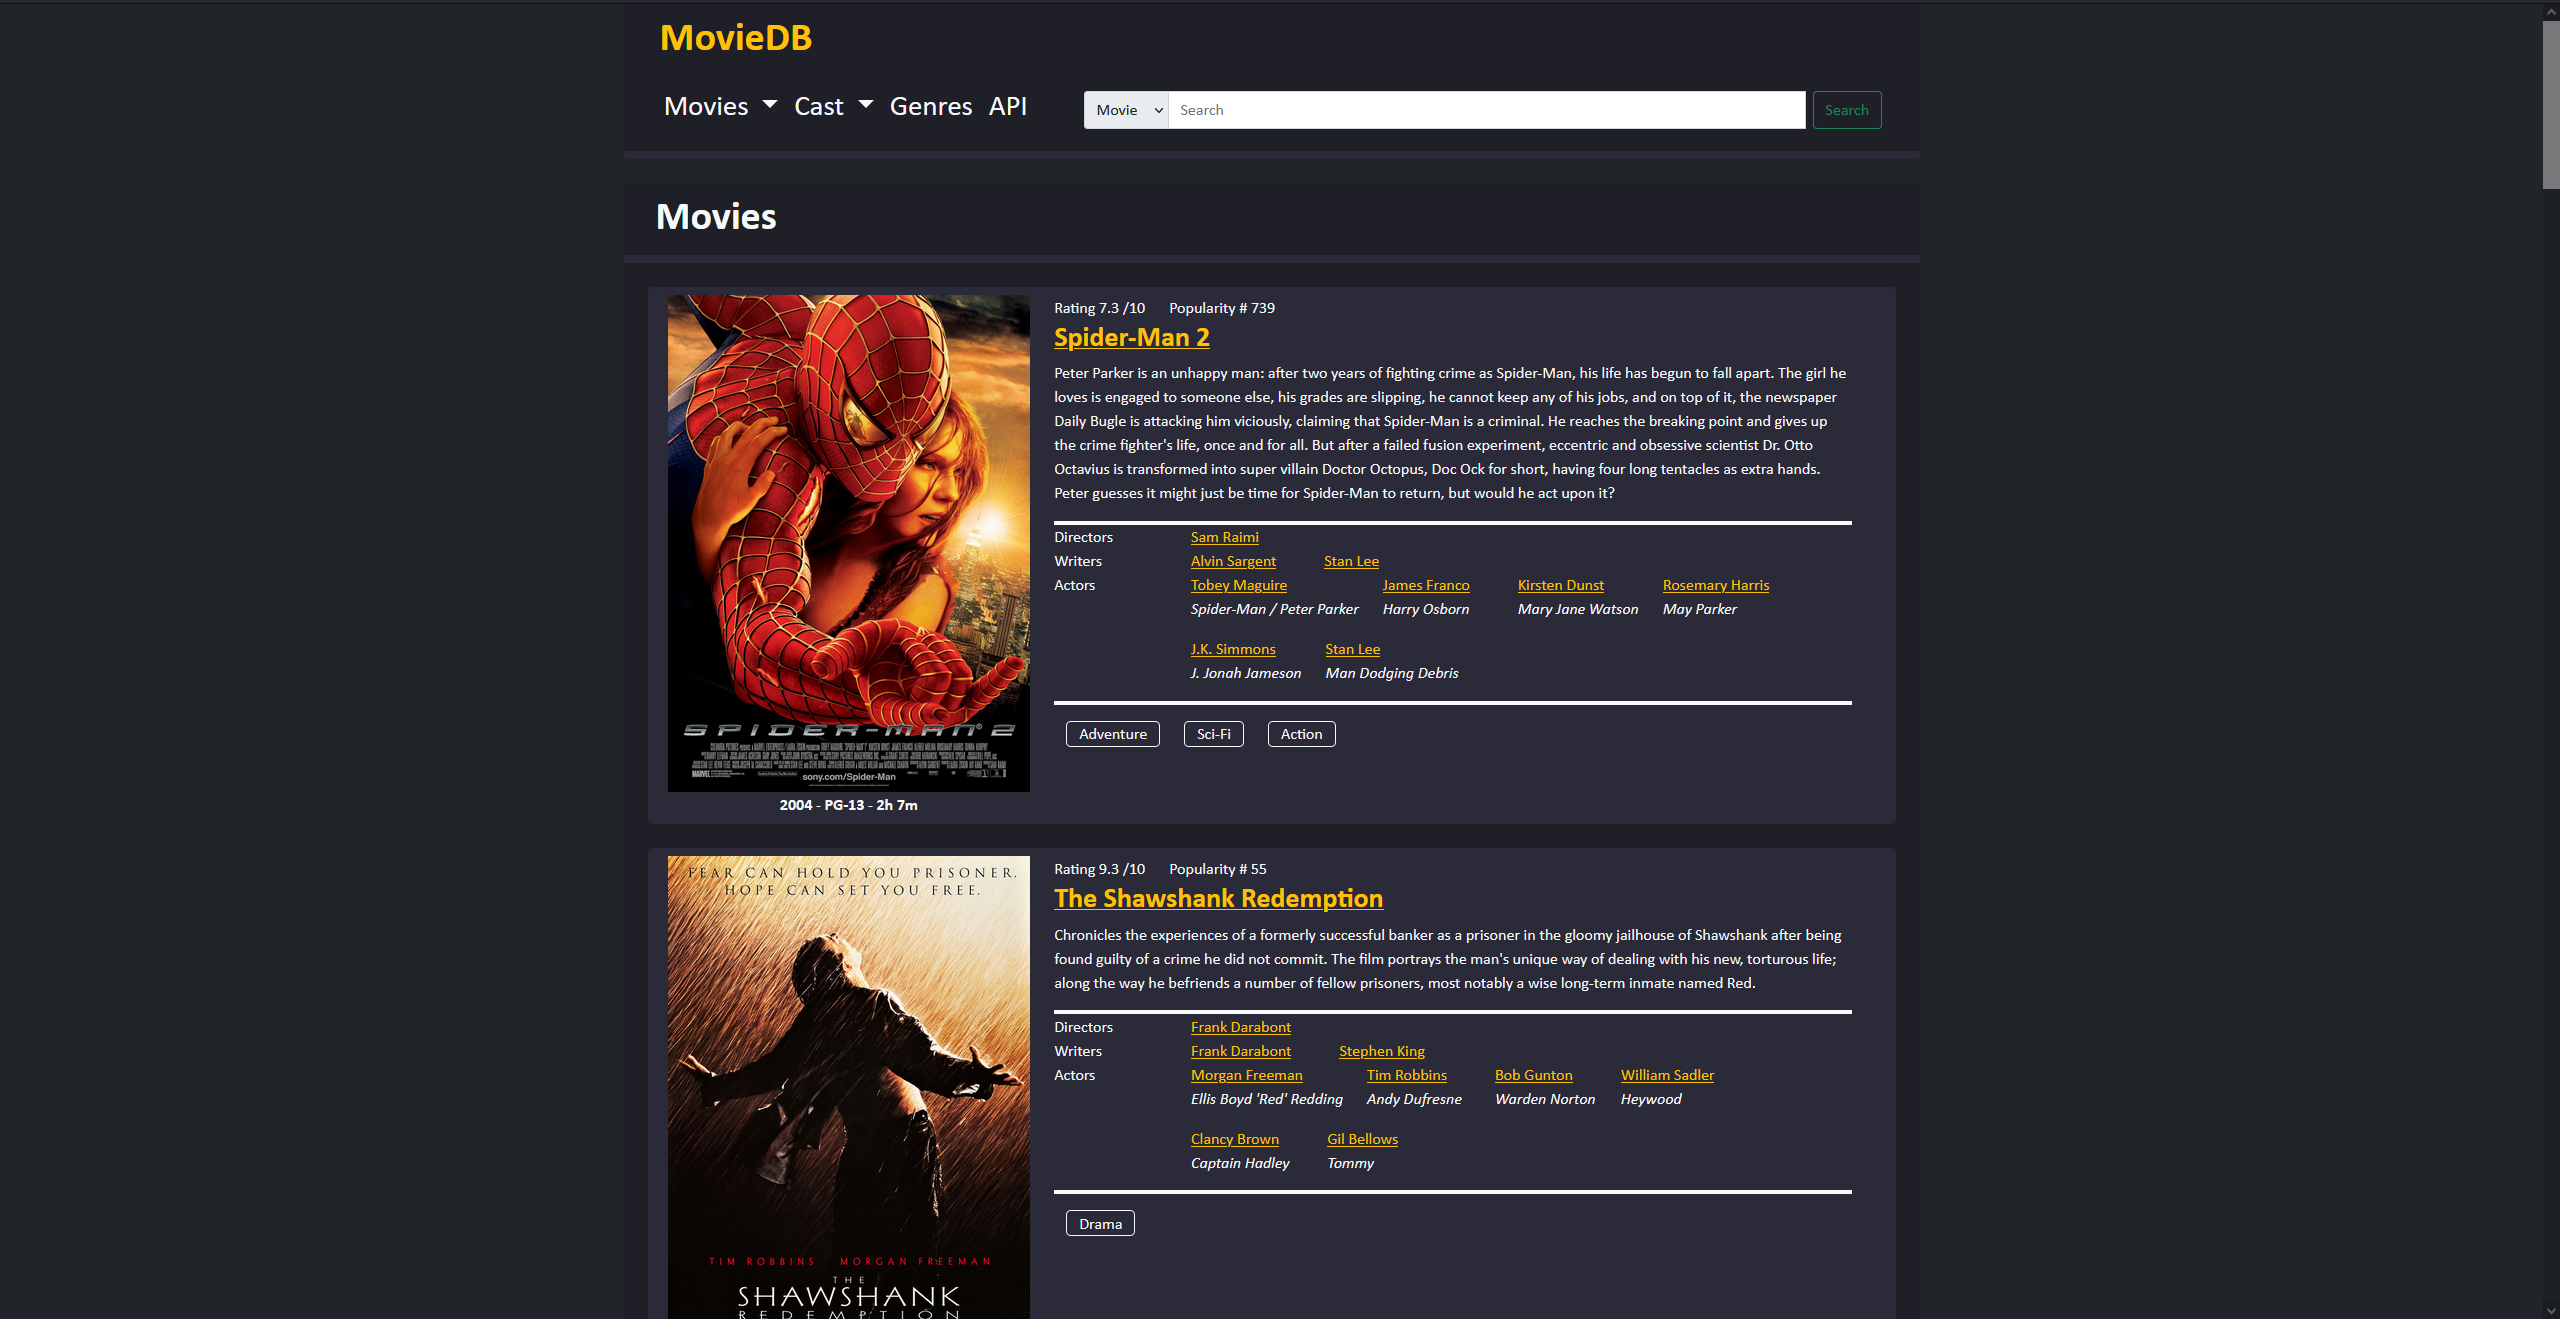 MovieDB
Movies Cast Genres API
Movie Search Search
Movies
Rating 7.3 /10 Popularity # 739
Spider-Man 2
Peter Parker is an unhappy man: after two years of fighting crime as Spider-Man, his life has begun to fall apart. The girl he
loves is engaged to someone else, his grades are slipping, he cannot keep any of his jobs, and on top of it, the newspaper
Daily Bugle is attacking him viciously, claiming that Spider-Man is a criminal. He reaches the breaking point and gives up
the crime fighter's life, once and for all. But after a failed fusion experiment, eccentric and obsessive scientist Dr. Otto
Octavius is transformed into super villain Doctor Octopus, Doc Ock for short, having four long tentacles as extra hands.
Peter guesses it might just be time for Spider-Man to return, but would he act upon it?
Directors Sam Raimi
Writers Alvin Sargent Stan Lee
Actors Tobey Maguire James Franco Kirsten Dunst Rosemary Harris
Spider-Man / Peter Parker Harry Osborn Mary Jane Watson May Parker
J.K. Simmons Stan Lee
J. Jonah Jameson Man Dodging Debris
Adventure Sci-Fi Action
SPIDER-MAN® 2
MARVEL
sony.com/Spider-Man
2004 - PG-13 - 2h 7m
FEAR CAN HOLD YOU PRISONER.
HOPE CAN SET YOU FREE.
Rating 9.3 /10 Popularity # 55
The Shawshank Redemption
Chronicles the experiences of a formerly successful banker as a prisoner in the gloomy jailhouse of Shawshank after being
found guilty of a crime he did not commit. The film portrays the man's unique way of dealing with his new, torturous life;
along the way he befriends a number of fellow prisoners, most notably a wise long-term inmate named Red.
Directors Frank Darabont
Writers Frank Darabont Stephen King
Actors Morgan Freeman Tim Robbins Bob Gunton William Sadler
Ellis Boyd 'Red' Redding Andy Dufresne Warden Norton Heywood
Clancy Brown Gil Bellows
Captain Hadley Tommy
Drama
TIM ROBBINS MORGAN FREEMAN
THE
SHAWSHANK
REDEMPTION